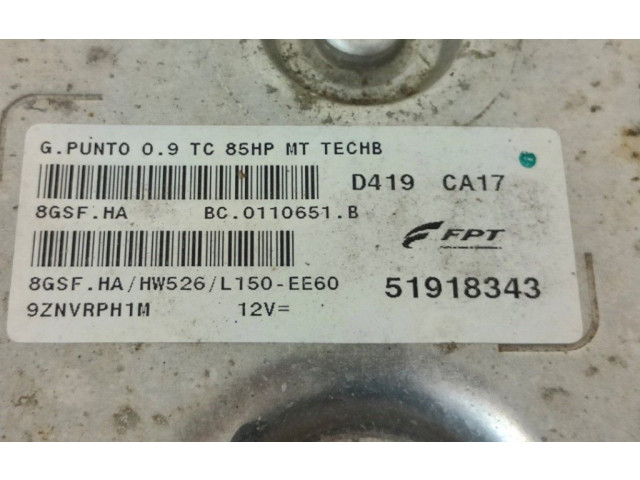 G.PUNTO 0.9 TC 85HP MT TECHB
D419 CA17
8GSF.HA BC.0110651.B
FPT
8GSF.HA/HW526/L150-EE60
51918343
9ZNVRPH1M 12V=